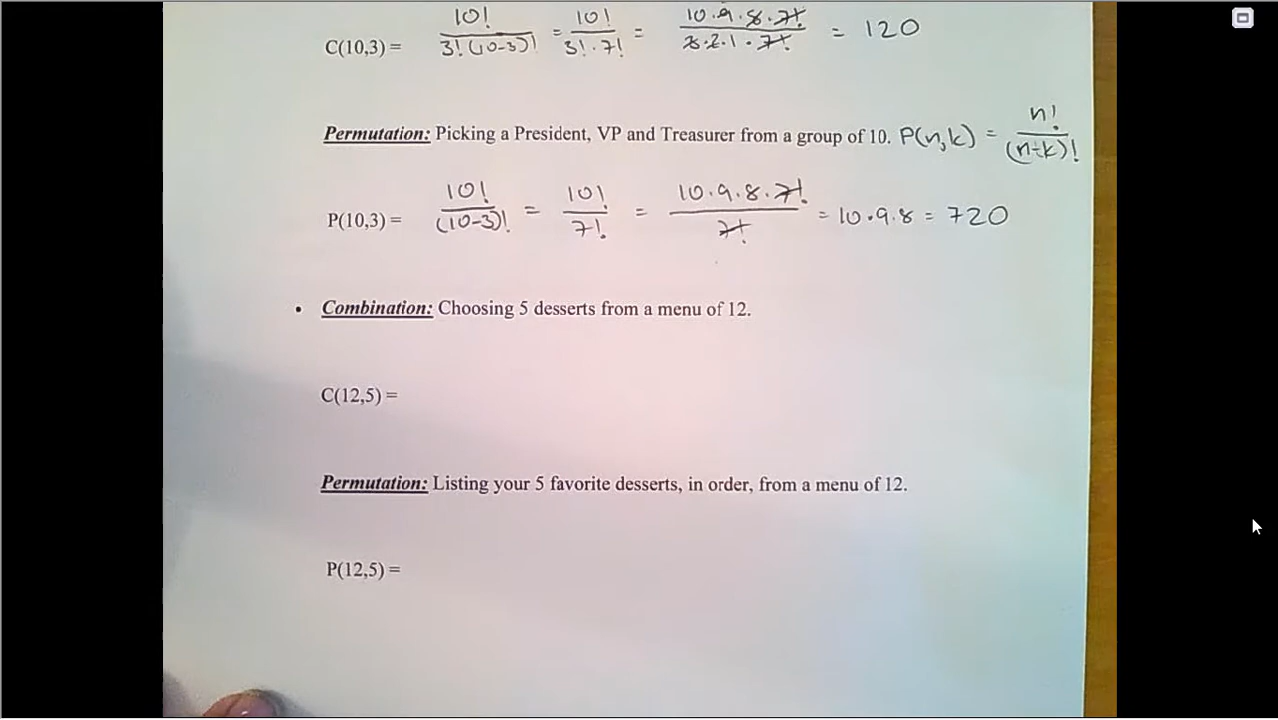 C(10,3) = 10! / 3!(10-3)! = 10! / 3!·7! = 10·9·8·7! / 3·2·1·7! = 120
Permutation: Picking a President, VP and Treasurer from a group of 10. P(n,k) = n! / (n-k)!
P(10,3) = 10! / (10-3)! = 10! / 7! = 10·9·8·7! / 7! = 10·9·8 = 720
• Combination: Choosing 5 desserts from a menu of 12.
C(12,5) =
Permutation: Listing your 5 favorite desserts, in order, from a menu of 12.
P(12,5) =